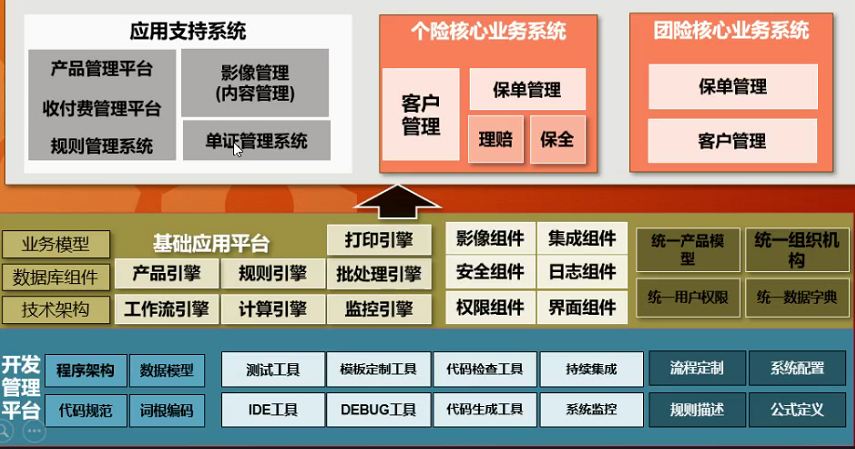 应用支持系统
产品管理平台
收付费管理平台
规则管理系统
影像管理
(内容管理)
单证管理系统
个险核心业务系统
客户
管理
保单管理
理赔
保全
团险核心业务系统
保单管理
客户管理
业务模型
数据库组件
技术架构
基础应用平台
打印引擎
产品引擎
规则引擎
批处理引擎
工作流引擎
计算引擎
监控引擎
影像组件
集成组件
安全组件
日志组件
权限组件
界面组件
统一产品模
型
统一组织机
构
统一用户权限
统一数据字典
开发
管理
平台
程序架构
数据模型
代码规范
词根编码
测试工具
模板定制工具
代码检查工具
持续集成
IDE工具
DEBUG工具
代码生成工具
系统监控
流程定制
系统配置
规则描述
公式定义